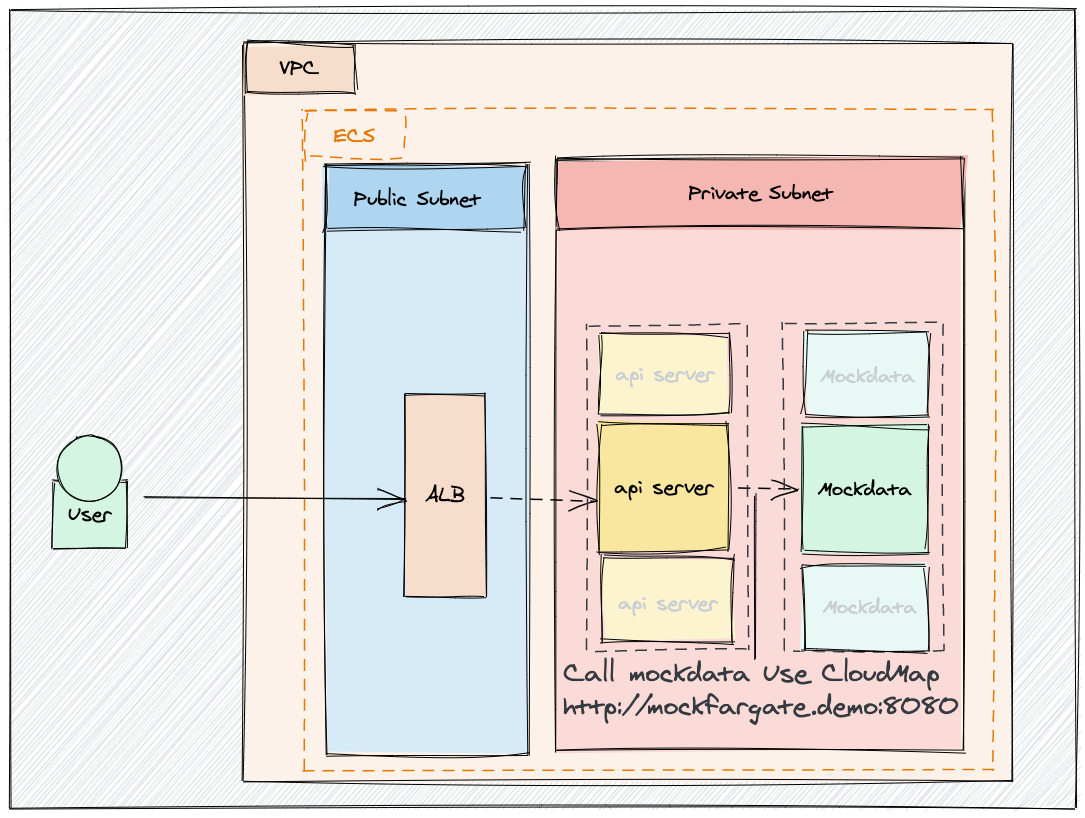 VPC
ECS
Public Subnet
Private Subnet
api server
Mockdata
User
ALB
api server
Mockdata
api server
Mockdata
Call mockdata Use CloudMap
http://mockfargate.demo:8080